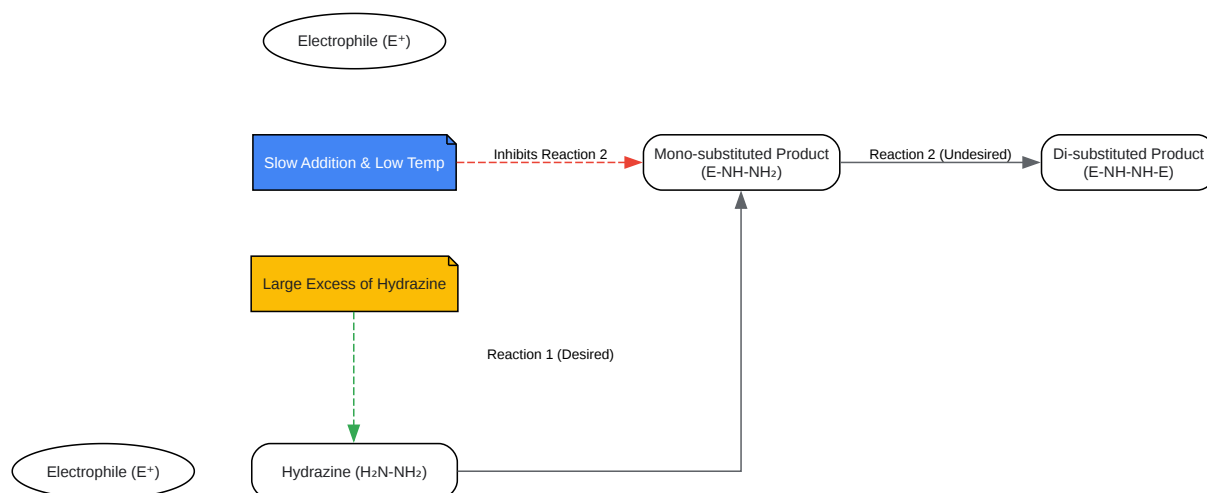 Electrophile (E⁺)
Slow Addition & Low Temp
Inhibits Reaction 2
Mono-substituted Product
(E-NH-NH₂)
Reaction 2 (Undesired)
Di-substituted Product
(E-NH-NH-E)
Large Excess of Hydrazine
Reaction 1 (Desired)
Electrophile (E⁺)
Hydrazine (H₂N-NH₂)